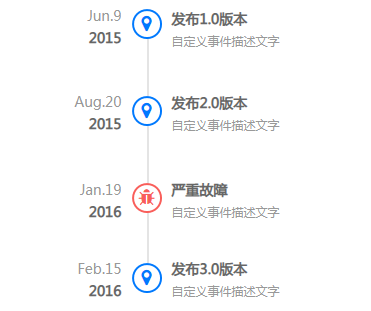 Jun.9
2015
发布1.0版本
自定义事件描述文字
Aug.20
2015
发布2.0版本
自定义事件描述文字
Jan.19
2016
严重故障
自定义事件描述文字
Feb.15
2016
发布3.0版本
自定义事件描述文字